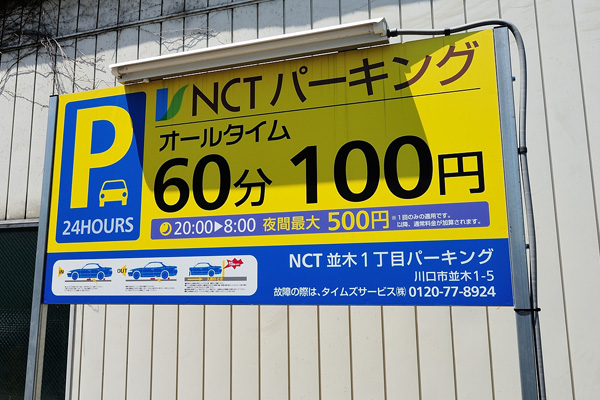 NCTパーキング
オールタイム
60分 100円
P
24HOURS
20:00▶8:00 夜間最大 500円
※1回のみの適用です。
以降、通常料金が加算されます。
IN OUT
NCT 並木1丁目パーキング
川口市並木1-5
故障の際は、タイムズサービス㈱ 0120-77-8924